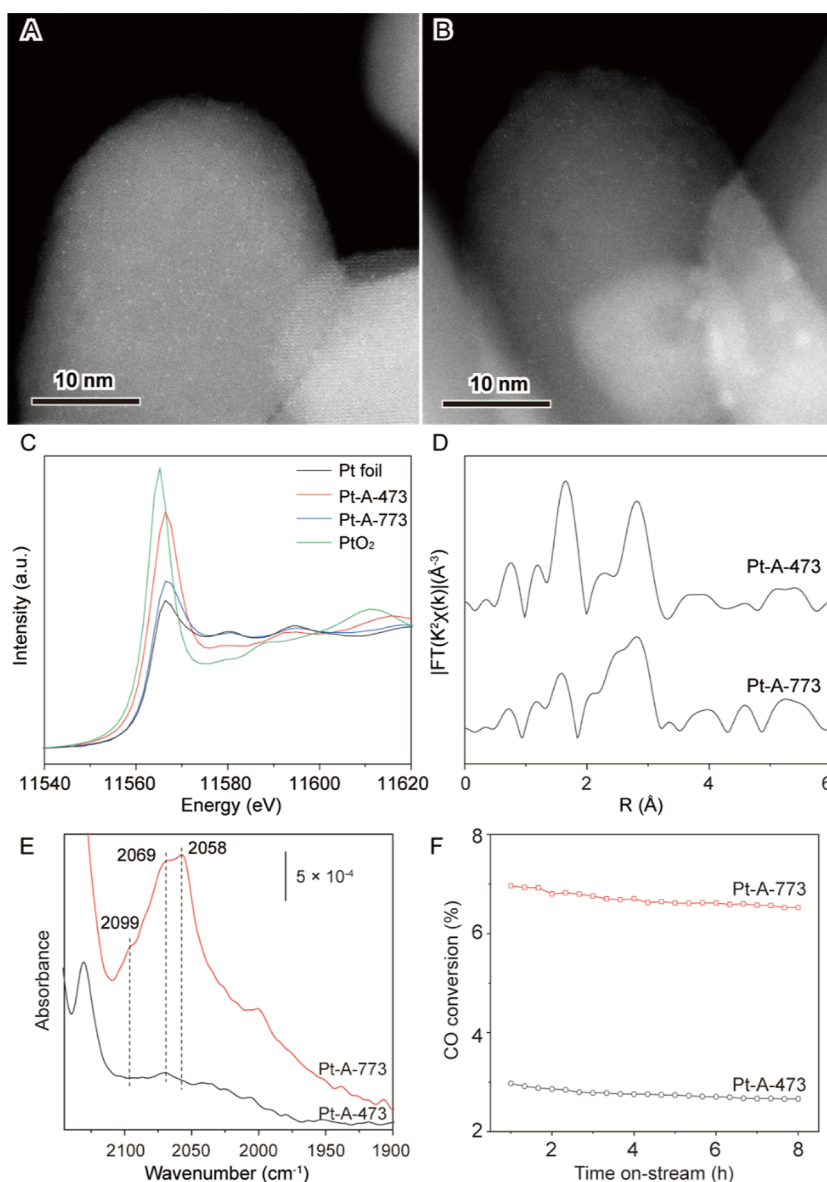 A
B
10 nm
10 nm
C
D
Intensity (a.u.)
Pt foil
Pt-A-473
Pt-A-773
PtO₂
11540
11560
11580
11600
11620
Energy (eV)
|FT(K²χ(k)|(Å⁻³)
Pt-A-473
Pt-A-773
0
2
4
6
R (Å)
E
2069
2058
5 × 10⁻⁴
2099
Absorbance
Pt-A-773
Pt-A-473
2100
2050
2000
1950
1900
Wavenumber (cm⁻¹)
F
CO conversion (%)
8
6
4
2
Pt-A-773
Pt-A-473
2
4
6
8
Time on-stream (h)